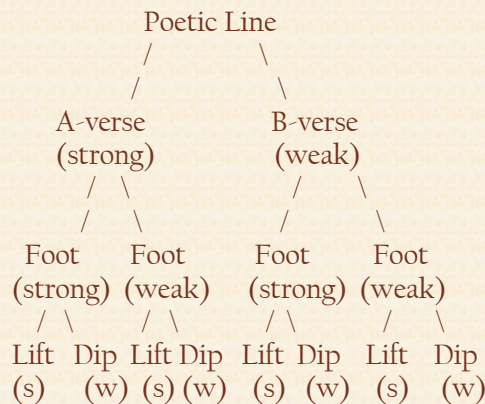 Poetic Line
A-verse B-verse
(strong) (weak)
Foot Foot Foot Foot
(strong) (weak) (strong) (weak)
Lift Dip Lift Dip Lift Dip Lift Dip
(s) (w) (s) (w) (s) (w) (s) (w)